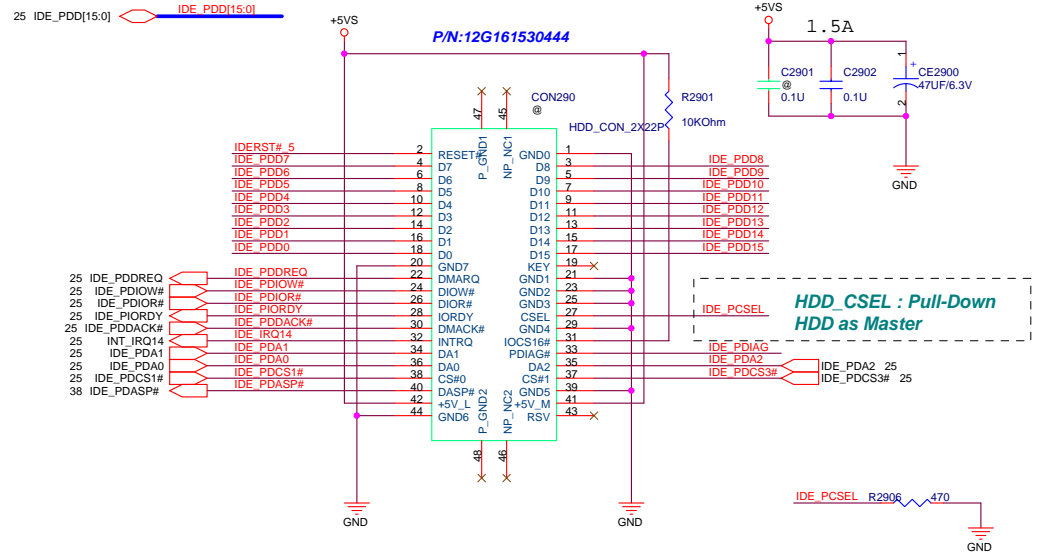 25 IDE_PDD[15:0]
IDE_PDD[15:0]
+5VS
P/N:12G161530444
+5VS
1.5A
C2901
@
0.1U
C2902
0.1U
1
+
CE2900
47UF/6.3V
2
GND
47
45
CON290
@
HDD_CON_2X22P
R2901
10KOhm
P_GND1
NP_NC1
IDERST#_5 2 RESET# GND0 1
IDE_PDD7 4 D7 D8 3 IDE_PDD8
IDE_PDD6 6 D6 D9 5 IDE_PDD9
IDE_PDD5 8 D5 D10 7 IDE_PDD10
IDE_PDD4 10 D4 D11 9 IDE_PDD11
IDE_PDD3 12 D3 D12 11 IDE_PDD12
IDE_PDD2 14 D2 D13 13 IDE_PDD13
IDE_PDD1 16 D1 D14 15 IDE_PDD14
IDE_PDD0 18 D0 D15 17 IDE_PDD15
20 GND7 KEY 19
25 IDE_PDDREQ IDE_PDDREQ 22 DMARQ GND1 21
25 IDE_PDIOW# IDE_PDIOW# 24 DIOW# GND2 23
25 IDE_PDIOR# IDE_PDIOR# 26 DIOR# GND3 25
25 IDE_PIORDY IDE_PIORDY 28 IORDY CSEL 27 IDE_PCSEL
25 IDE_PDDACK# IDE_PDDACK# 30 DMACK# GND4 29
25 INT_IRQ14 IDE_IRQ14 32 INTRQ IOCS16# 31
25 IDE_PDA1 IDE_PDA1 34 DA1 PDIAG# 33 IDE_PDIAG
25 IDE_PDA0 IDE_PDA0 36 DA0 DA2 35 IDE_PDA2 IDE_PDA2 25
25 IDE_PDCS1# IDE_PDCS1# 38 CS#0 CS#1 37 IDE_PDCS3# IDE_PDCS3# 25
38 IDE_PDASP# IDE_PDASP# 40 DASP# GND5 39
42 +5V_L +5V_M 41
44 GND6 RSV 43
P_GND2
NP_NC2
48
46
GND
GND
HDD_CSEL : Pull-Down
HDD as Master
IDE_PCSEL R2906 470
GND